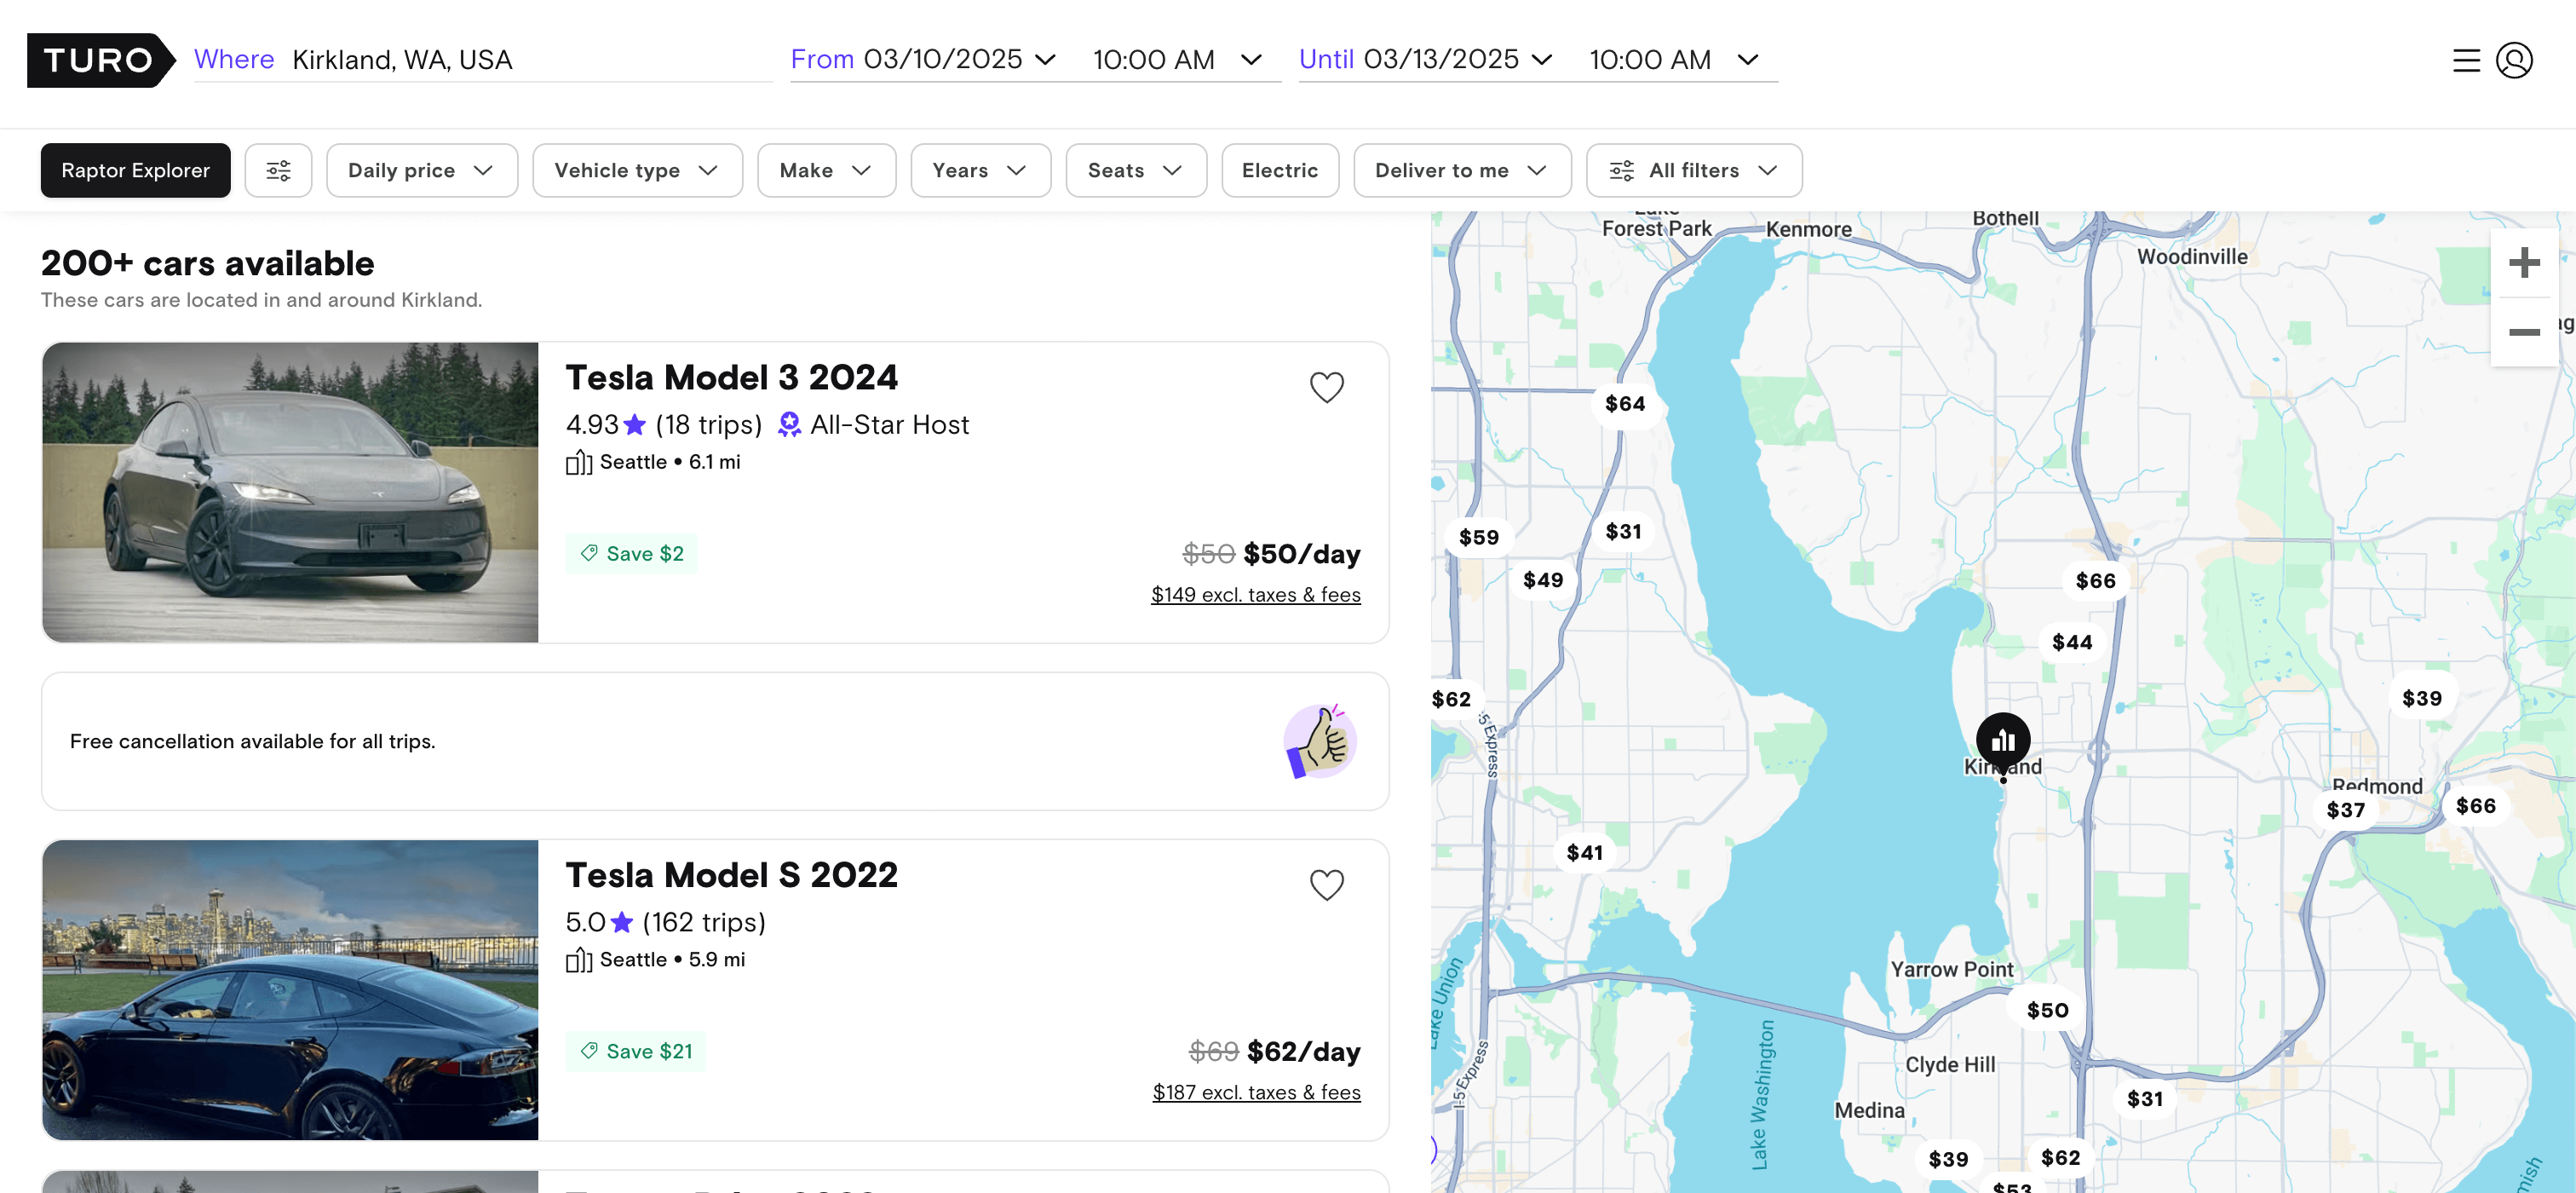 TURO
Where Kirkland, WA, USA
From 03/10/2025 10:00 AM
Until 03/13/2025 10:00 AM
Raptor Explorer
Daily price
Vehicle type
Make
Years
Seats
Electric
Deliver to me
All filters
200+ cars available
These cars are located in and around Kirkland.
Tesla Model 3 2024
4.93 (18 trips) All-Star Host
Seattle • 6.1 mi
Save $2
$50 $50/day
$149 excl. taxes & fees
Free cancellation available for all trips.
Tesla Model S 2022
5.0 (162 trips)
Seattle • 5.9 mi
Save $21
$69 $62/day
$187 excl. taxes & fees
Forest Park
Kenmore
Bothell
Woodinville
$64
$59
$31
$49
$66
$44
$62
$39
5 Express
Kirkland
Redmond
$37
$66
$41
Yarrow Point
Lake Union
$50
I-5 Express
Lake Washington
Clyde Hill
$31
Medina
$39
$62
$53